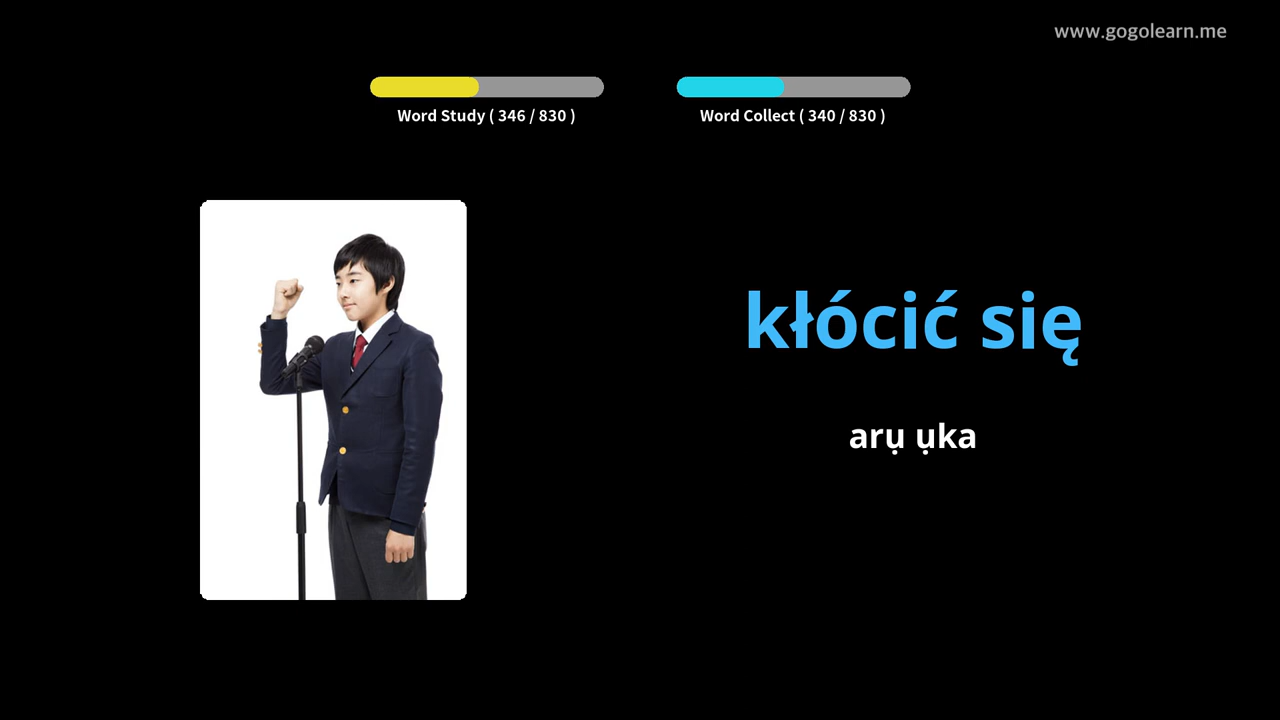 www.gogolearn.me
Word Study ( 346 / 830 )
Word Collect ( 340 / 830 )
kłócić się
arụ ụka